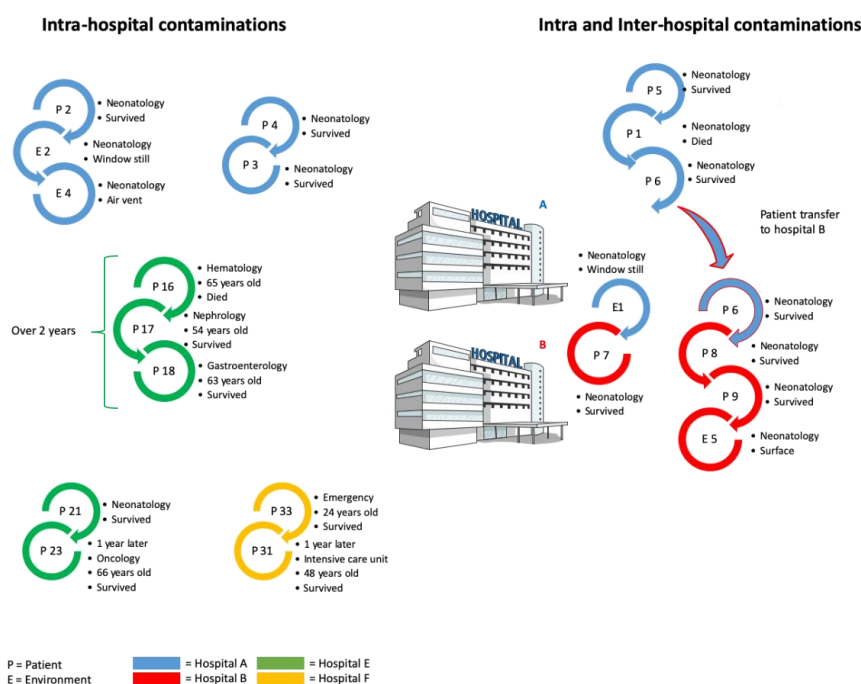 Intra-hospital contaminations
Intra and Inter-hospital contaminations
P 2
• Neonatology
• Survived
E 2
• Neonatology
• Window still
E 4
• Neonatology
• Air vent
P 4
• Neonatology
• Survived
P 3
• Neonatology
• Survived
P 5
• Neonatology
• Survived
P 1
• Neonatology
• Died
P 6
• Neonatology
• Survived
Patient transfer
to hospital B
A
HOSPITAL
B
HOSPITAL
• Neonatology
• Window still
E1
P 7
• Neonatology
• Survived
P 6
• Neonatology
• Survived
P 8
• Neonatology
• Survived
P 9
• Neonatology
• Survived
E 5
• Neonatology
• Surface
Over 2 years
P 16
• Hematology
• 65 years old
• Died
P 17
• Nephrology
• 54 years old
• Survived
P 18
• Gastroenterology
• 63 years old
• Survived
P 21
• Neonatology
• Survived
P 23
• 1 year later
• Oncology
• 66 years old
• Survived
P 33
• Emergency
• 24 years old
• Survived
P 31
• 1 year later
• Intensive care unit
• 48 years old
• Survived
P = Patient
E = Environment
= Hospital A
= Hospital B
= Hospital E
= Hospital F